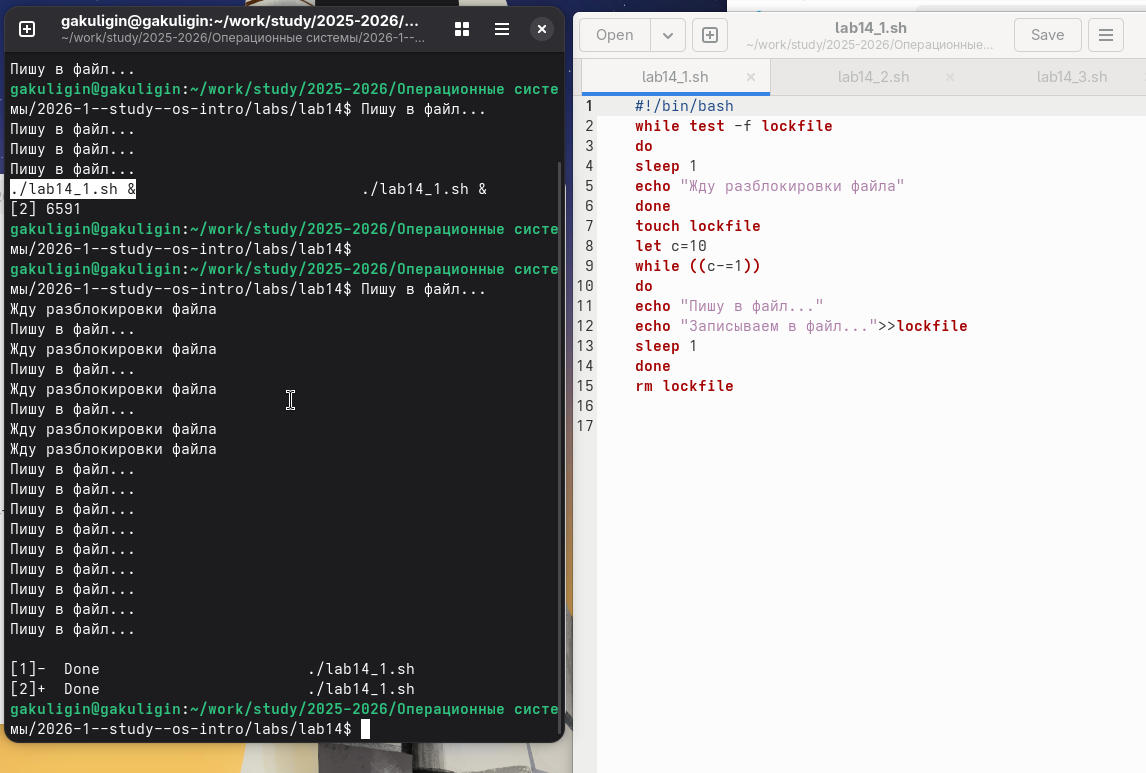 gakuligin@gakuligin:~/work/study/2025-2026/...
~/work/study/2025-2026/Операционные системы/2026-1--...
Пишу в файл...
gakuligin@gakuligin:~/work/study/2025-2026/Операционные систе
мы/2026-1--study--os-intro/labs/lab14$ Пишу в файл...
Пишу в файл...
Пишу в файл...
Пишу в файл...
./lab14_1.sh & ./lab14_1.sh &
[2] 6591
gakuligin@gakuligin:~/work/study/2025-2026/Операционные систе
мы/2026-1--study--os-intro/labs/lab14$
gakuligin@gakuligin:~/work/study/2025-2026/Операционные систе
мы/2026-1--study--os-intro/labs/lab14$ Пишу в файл...
Жду разблокировки файла
Пишу в файл...
Жду разблокировки файла
Пишу в файл...
Жду разблокировки файла
Пишу в файл...
Жду разблокировки файла
Жду разблокировки файла
Пишу в файл...
Пишу в файл...
Пишу в файл...
Пишу в файл...
Пишу в файл...
Пишу в файл...
Пишу в файл...
Пишу в файл...
Пишу в файл...
[1]- Done ./lab14_1.sh
[2]+ Done ./lab14_1.sh
gakuligin@gakuligin:~/work/study/2025-2026/Операционные систе
мы/2026-1--study--os-intro/labs/lab14$
Open
lab14_1.sh
~/work/study/2025-2026/Операционные...
Save
lab14_1.sh lab14_2.sh lab14_3.sh
1 #!/bin/bash
2 while test -f lockfile
3 do
4 sleep 1
5 echo "Жду разблокировки файла"
6 done
7 touch lockfile
8 let c=10
9 while ((c-=1))
10 do
11 echo "Пишу в файл..."
12 echo "Записываем в файл...">>lockfile
13 sleep 1
14 done
15 rm lockfile
16
17